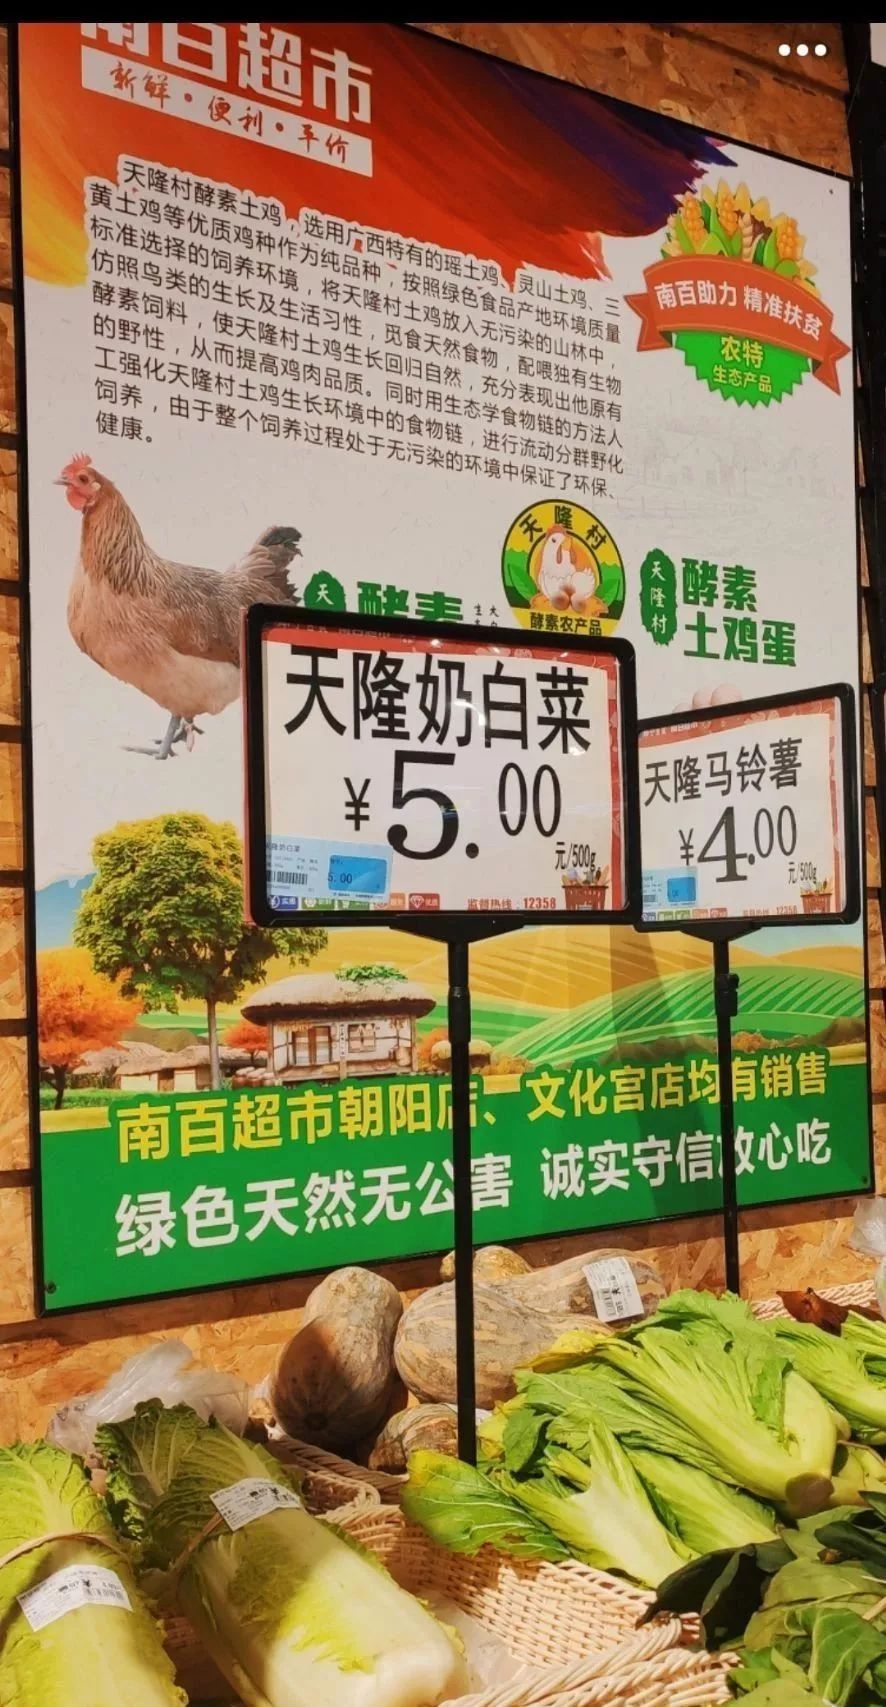 南百超市
新鲜·便利·平价
天隆村酵素土鸡，选用广西特有的瑶土鸡、灵山土鸡、三
黄土鸡等优质鸡种作为纯品种，按照绿色食品产地环境质量
标准选择的饲养环境，将天隆村土鸡放入无污染的山林中，
仿照鸟类的生长及生活习性，觅食天然食物，配喂独有生物
酵素饲料，使天隆村土鸡生长回归自然，充分表现出他原有
的野性，从而提高鸡肉品质。同时用生态学食物链的方法人
工强化天隆村土鸡生长环境中的食物链，进行流动分群野化
饲养，由于整个饲养过程处于无污染的环境中保证了环保、
健康。
南百助力 精准扶贫
农特
生态产品
天隆村
酵素农产品
天
酵素
天隆村
酵素
土鸡蛋
天隆奶白菜
¥5.00
元/500g
5.00
监督热线：12358
天隆马铃薯
¥4.00
元/500g
监督热线：12358
南百超市朝阳店、文化宫店均有销售
绿色天然无公害 诚实守信放心吃